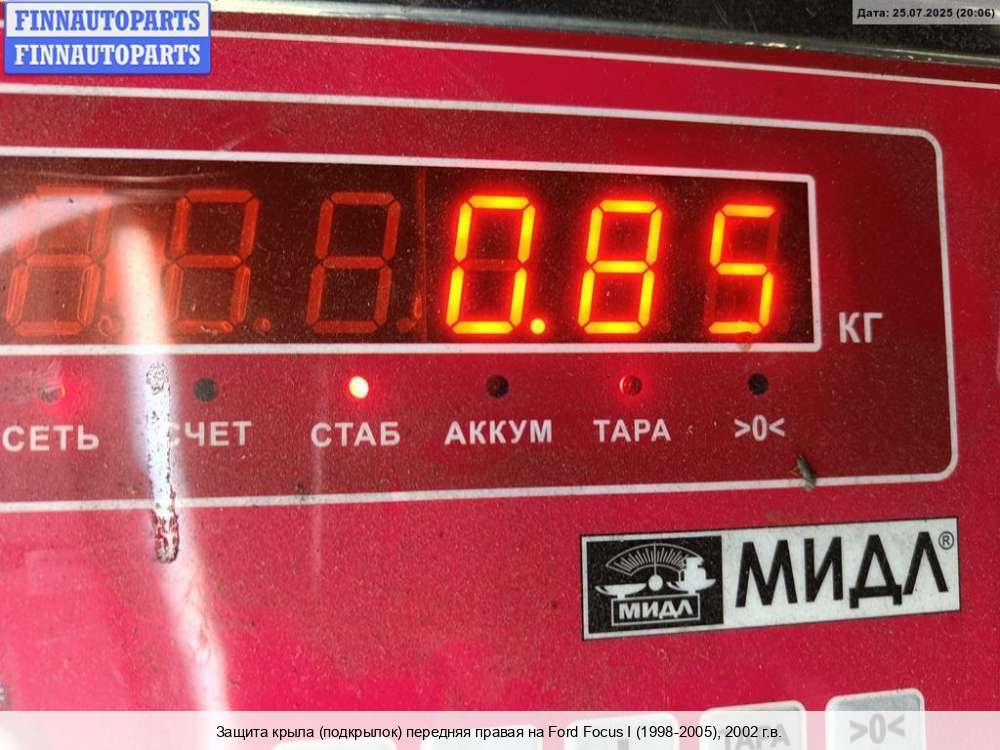 FINNAUTOPARTS
FINNAUTOPARTS
Дата: 25.07.2025 (20:06)
0.85
КГ
СЕТЬ СЧЕТ СТАБ АККУМ ТАРА >0<
МИДЛ МИДЛ®
ТАРА >0<
Защита крыла (подкрылок) передняя правая на Ford Focus I (1998-2005), 2002 г.в.